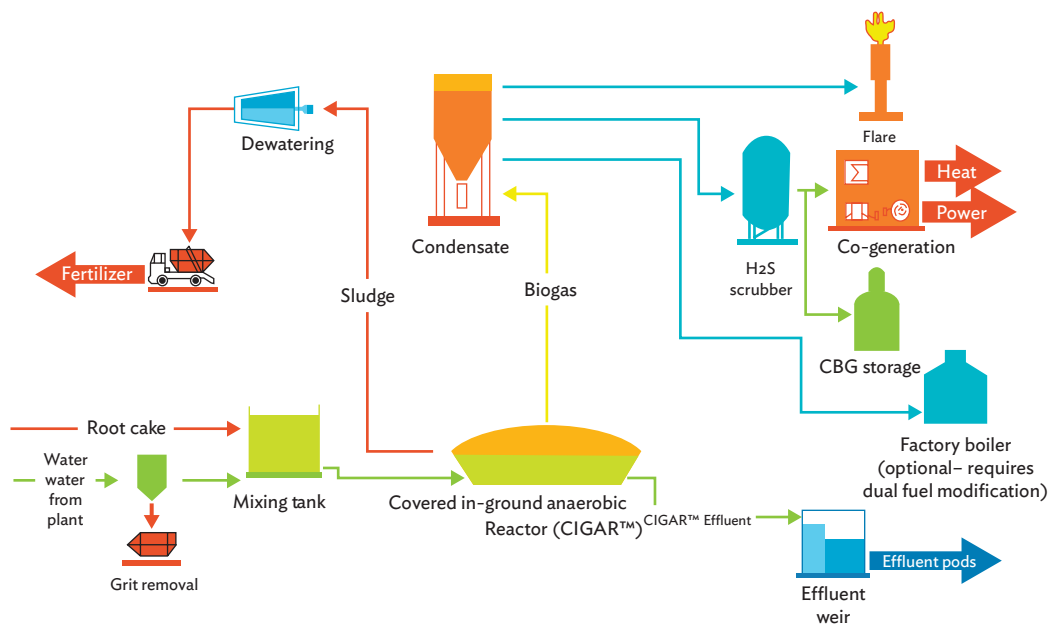 Flare
Dewatering
Heat
Power
Condensate
Co-generation
H2S
scrubber
Fertilizer
Sludge
Biogas
CBG storage
Root cake
Water
water
from
plant
Mixing tank
Covered in-ground anaerobic
Reactor (CIGAR™)
CIGAR™ Effluent
Factory boiler
(optional– requires
dual fuel modification)
Grit removal
Effluent pods
Effluent
weir